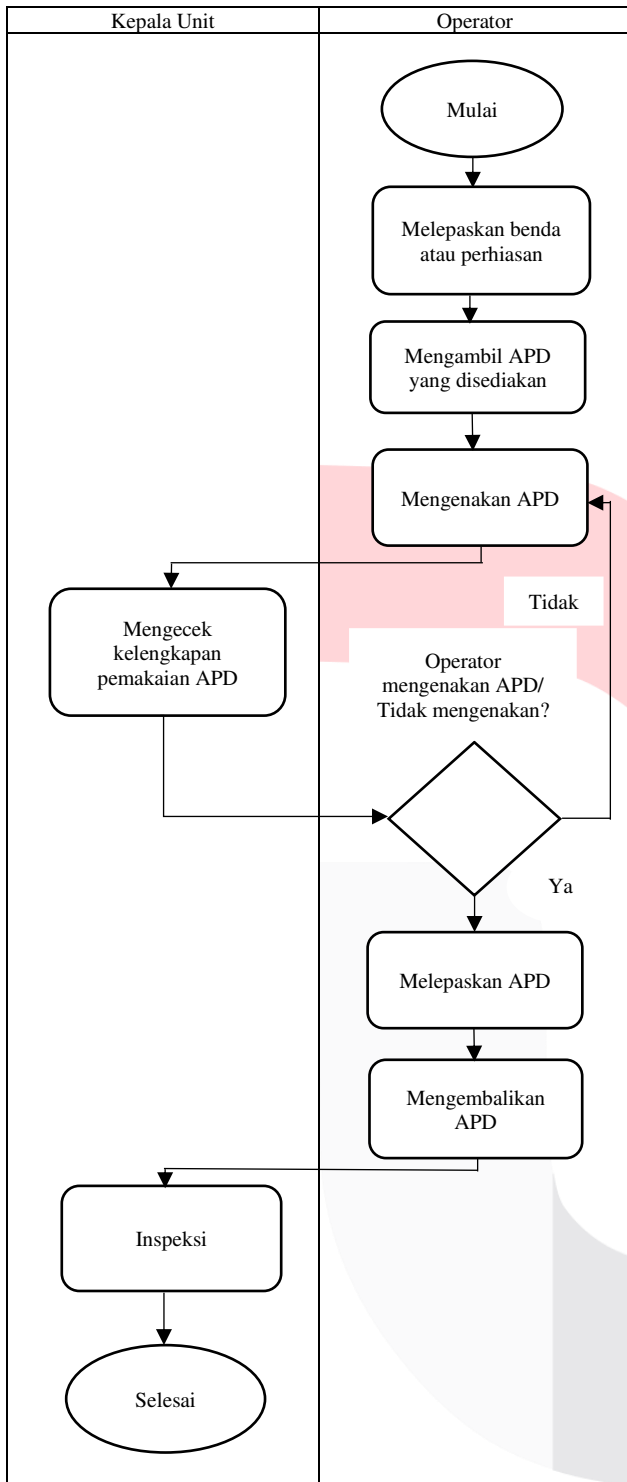 Kepala Unit
Operator
Mulai
Melepaskan benda
atau perhiasan
Mengambil APD
yang disediakan
Mengenakan APD
Tidak
Mengecek
kelengkapan
pemakaian APD
Operator
mengenakan APD/
Tidak mengenakan?
Ya
Melepaskan APD
Mengembalikan
APD
Inspeksi
Selesai